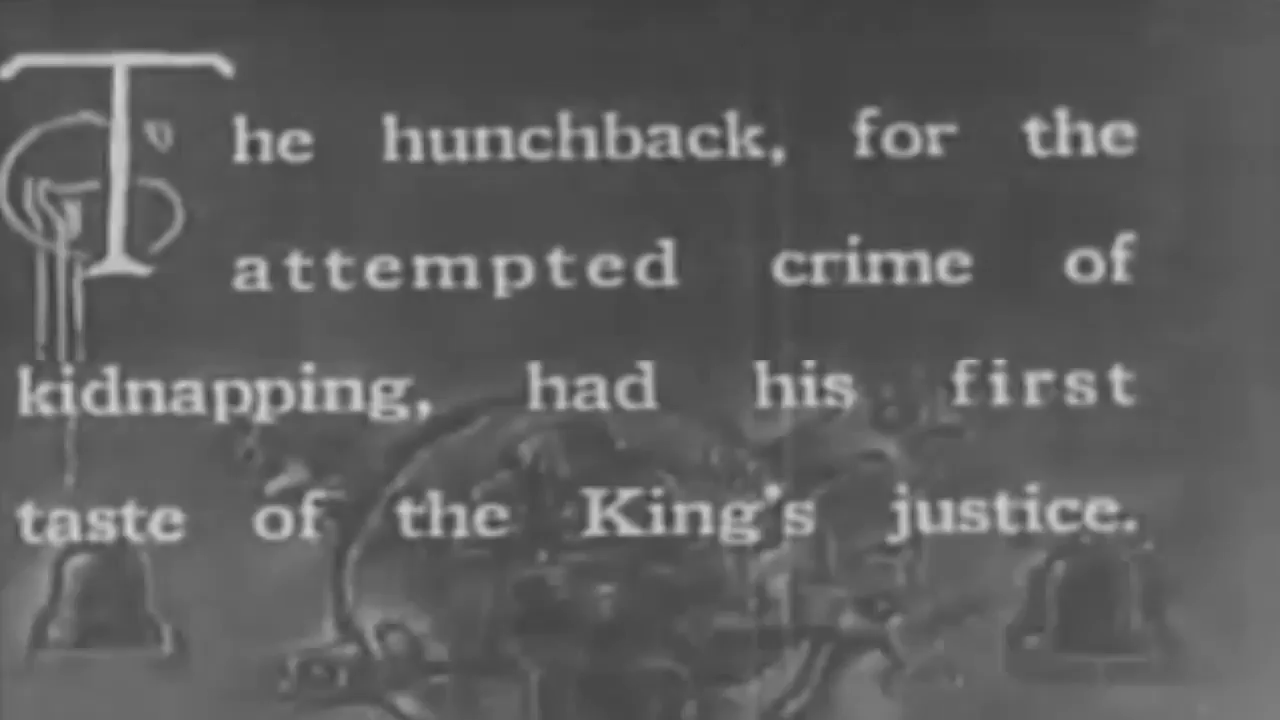 The hunchback, for the
attempted crime of
kidnapping, had his first
taste of the King's justice.